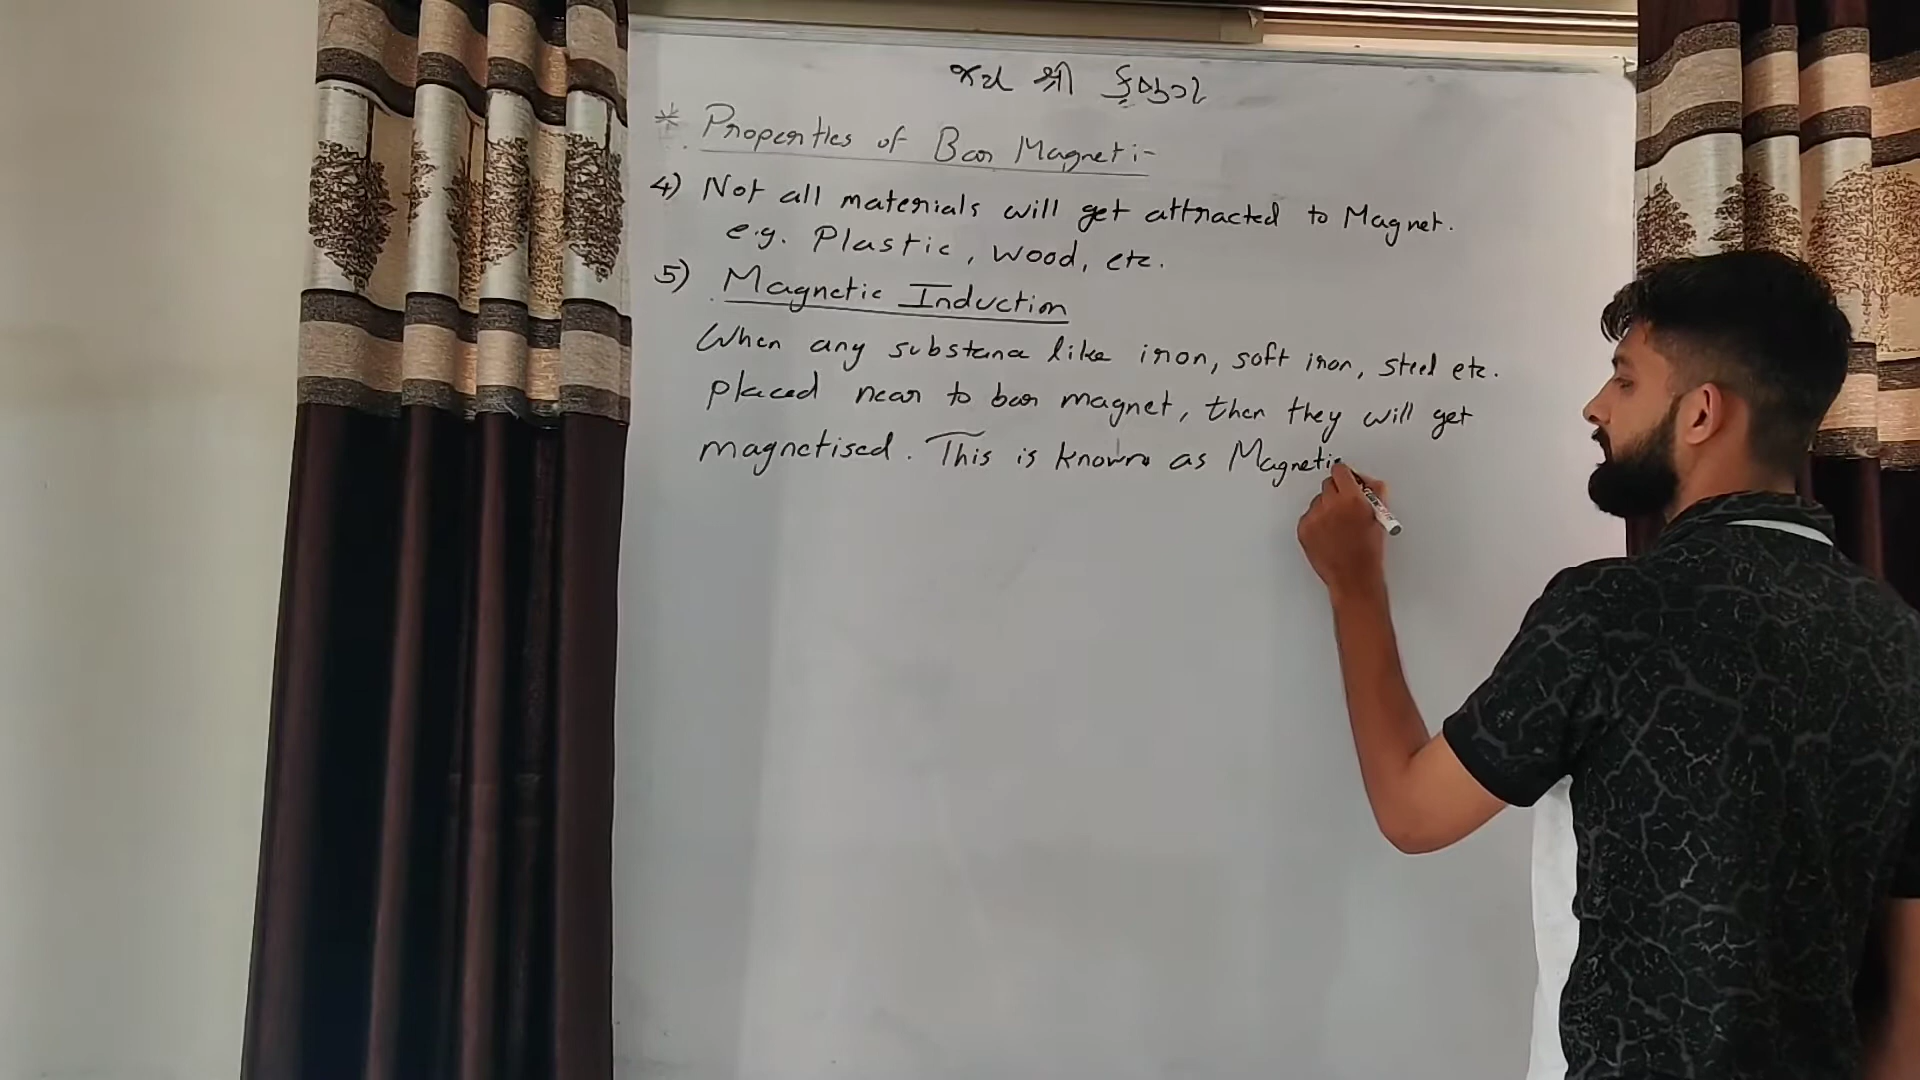 જય શ્રી કૃષ્ણ
* Properties of Bar Magnet :-
4) Not all materials will get attracted to Magnet.
e.g. Plastic, wood, etc.
5) Magnetic Induction
When any substance like iron, soft iron, steel etc.
placed near to bar magnet, then they will get
magnetised. This is known as Magnetic